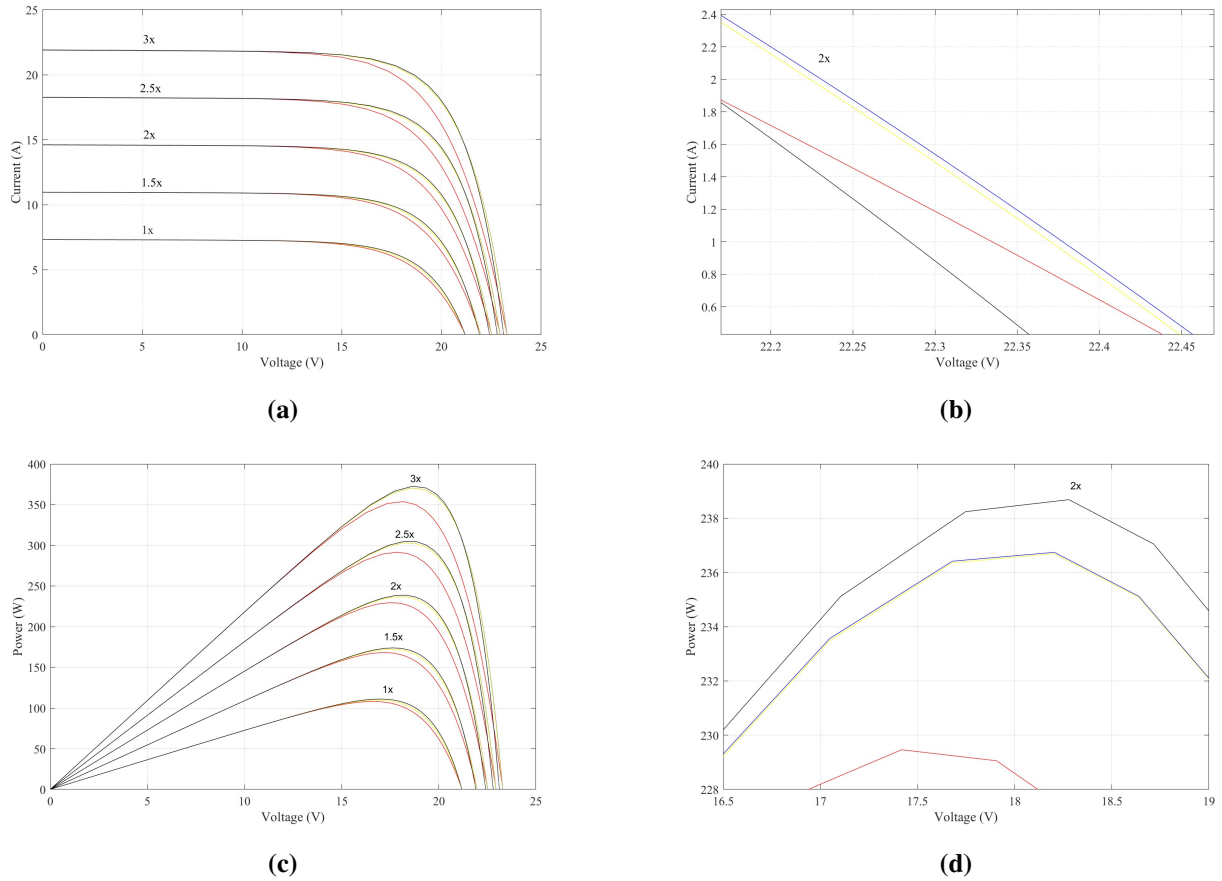 25
20
15
10
5
0
Current (A)
3x
2.5x
2x
1.5x
1x
0 5 10 15 20 25
Voltage (V)
(a)
2.4
2.2
2
1.8
1.6
1.4
1.2
1
0.8
0.6
Current (A)
2x
22.2 22.25 22.3 22.35 22.4 22.45
Voltage (V)
(b)
400
350
300
250
200
150
100
50
0
Power (W)
3x
2.5x
2x
1.5x
1x
0 5 10 15 20 25
Voltage (V)
(c)
240
238
236
234
232
230
228
Power (W)
2x
16.5 17 17.5 18 18.5 19
Voltage (V)
(d)